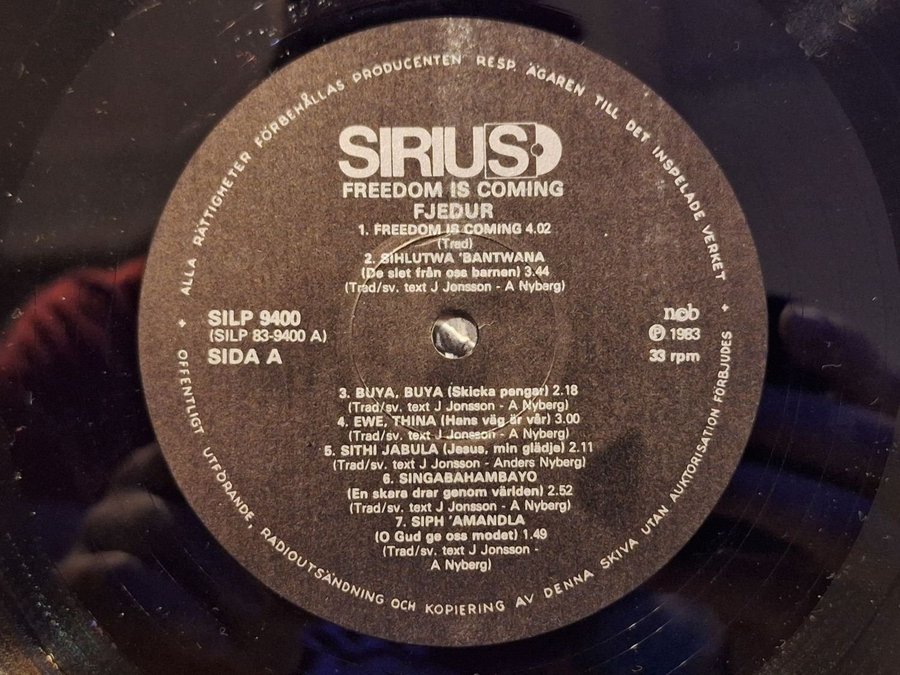 ALLA RÄTTIGHETER FÖRBEHÅLLAS PRODUCENTEN RESP. ÄGAREN TILL DET INSPELADE VERKET
SIRIUS
FREEDOM IS COMING
FJEDUR
1. FREEDOM IS COMING 4.02
(Trad)
2. SIHLUTWA 'BANTWANA
(De slet från oss barnen) 3.44
(Trad/sv. text J Jonsson - A Nyberg)
SILP 9400
(SILP 83-9400 A)
SIDA A
ncb
Ⓟ 1983
33 rpm
3. BUYA, BUYA (Skicka pengar) 2.18
(Trad/sv. text J Jonsson - A Nyberg)
4. EWE, THINA (Hans väg är vår) 3.00
(Trad/sv. text J Jonsson - A Nyberg)
5. SITHI JABULA (Jesus, min glädje) 2.11
(Trad/sv. text J Jonsson - Anders Nyberg)
6. SINGABAHAMBAYO
(En skara drar genom världen) 2.52
(Trad/sv. text J Jonsson - A Nyberg)
7. SIPH 'AMANDLA
(O Gud ge oss modet) 1.49
(Trad/sv. text J Jonsson -
A Nyberg)
OFFENTLIGT UTFÖRANDE, RADIOUTSÄNDNING OCH KOPIERING AV DENNA SKIVA UTAN AUKTORISATION FÖRBJUDES